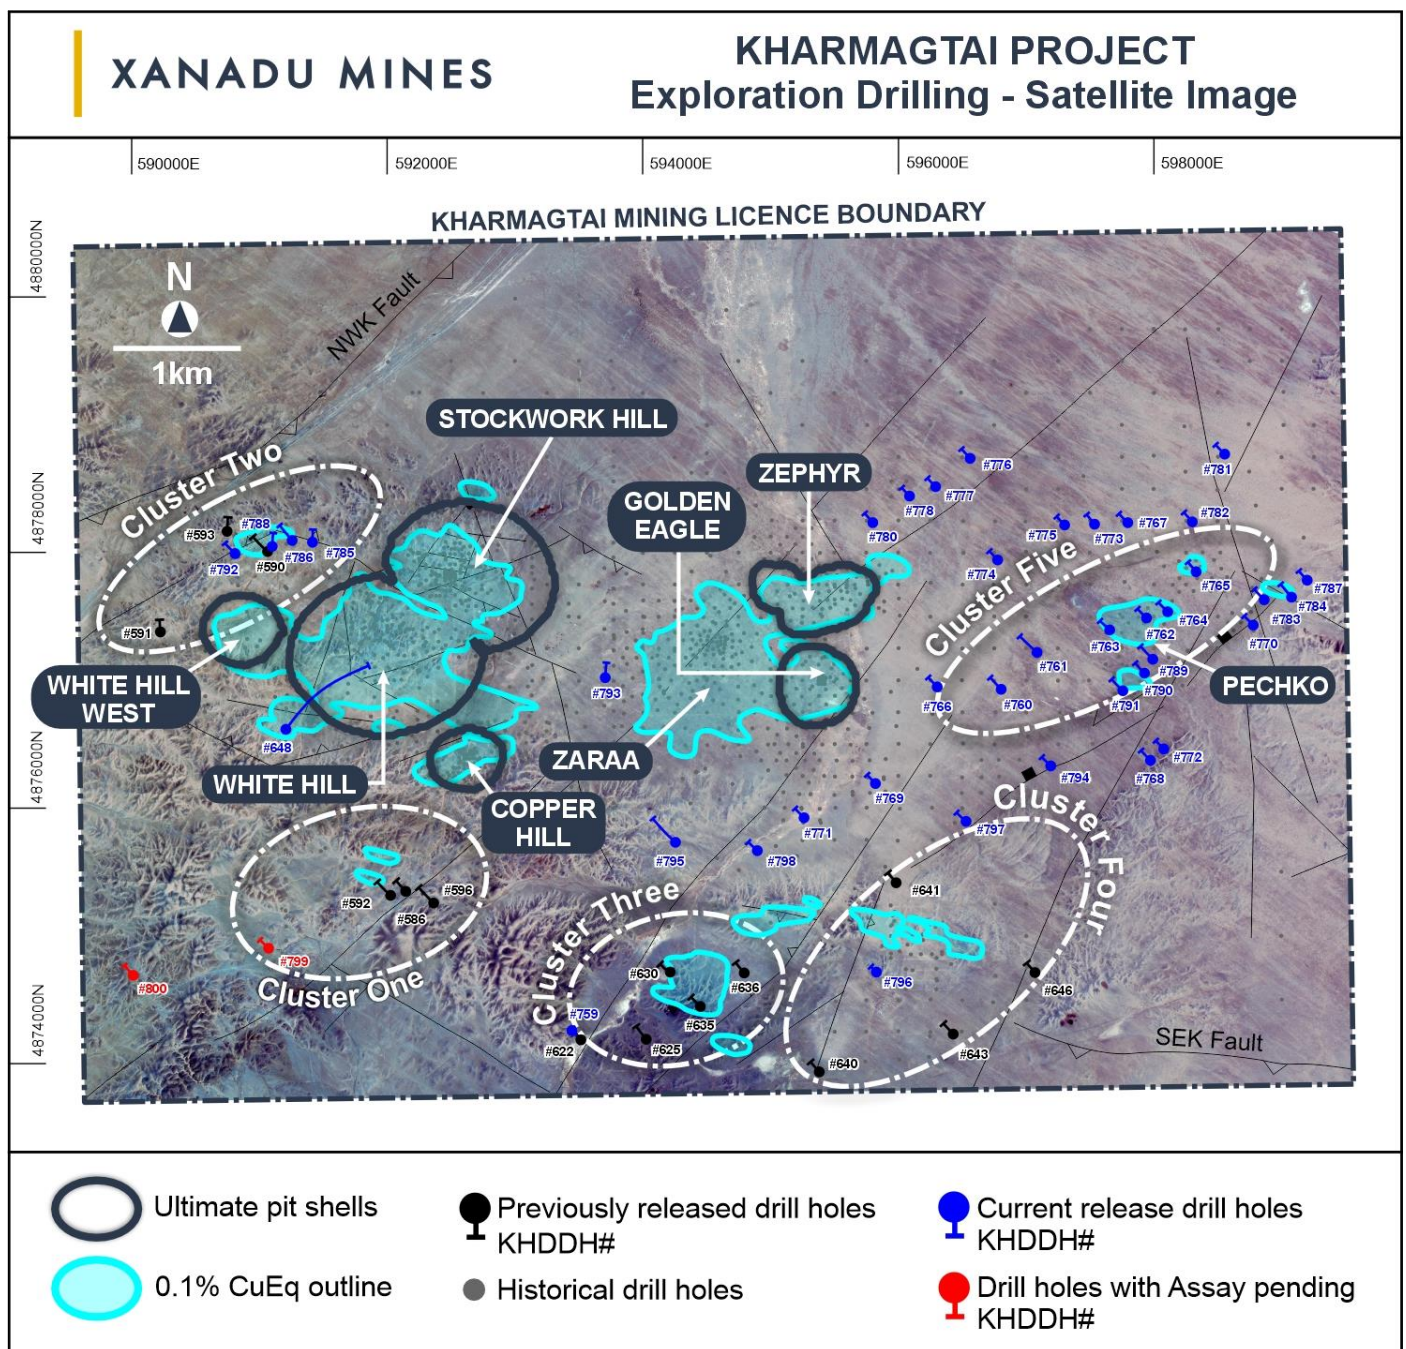 XANADU MINES
KHARMAGTAI PROJECT
Exploration Drilling - Satellite Image
590000E
592000E
594000E
596000E
598000E
4880000N
4878000N
4876000N
4874000N
KHARMAGTAI MINING LICENCE BOUNDARY
N
1km
NWK Fault
STOCKWORK HILL
Cluster Two
ZEPHYR
GOLDEN
EAGLE
#776
#777
#778
#780
#781
#782
#767
#773
#775
#774
#593
#788
#786
#785
#792
#590
#591
Cluster Five
#765
#787
#784
#783
#770
#764
#762
#763
#761
#789
#790
#791
#760
#766
PECHKO
WHITE HILL
WEST
#793
#648
ZARAA
WHITE HILL
COPPER
HILL
#772
#768
#794
#769
#771
#797
#795
#798
Cluster Four
#592
#596
#586
#799
#800
Cluster One
Cluster Three
#641
#630
#636
#635
#759
#622
#625
#796
#646
#643
#640
SEK Fault
Ultimate pit shells
0.1% CuEq outline
Previously released drill holes
KHDDH#
Historical drill holes
Current release drill holes
KHDDH#
Drill holes with Assay pending
KHDDH#